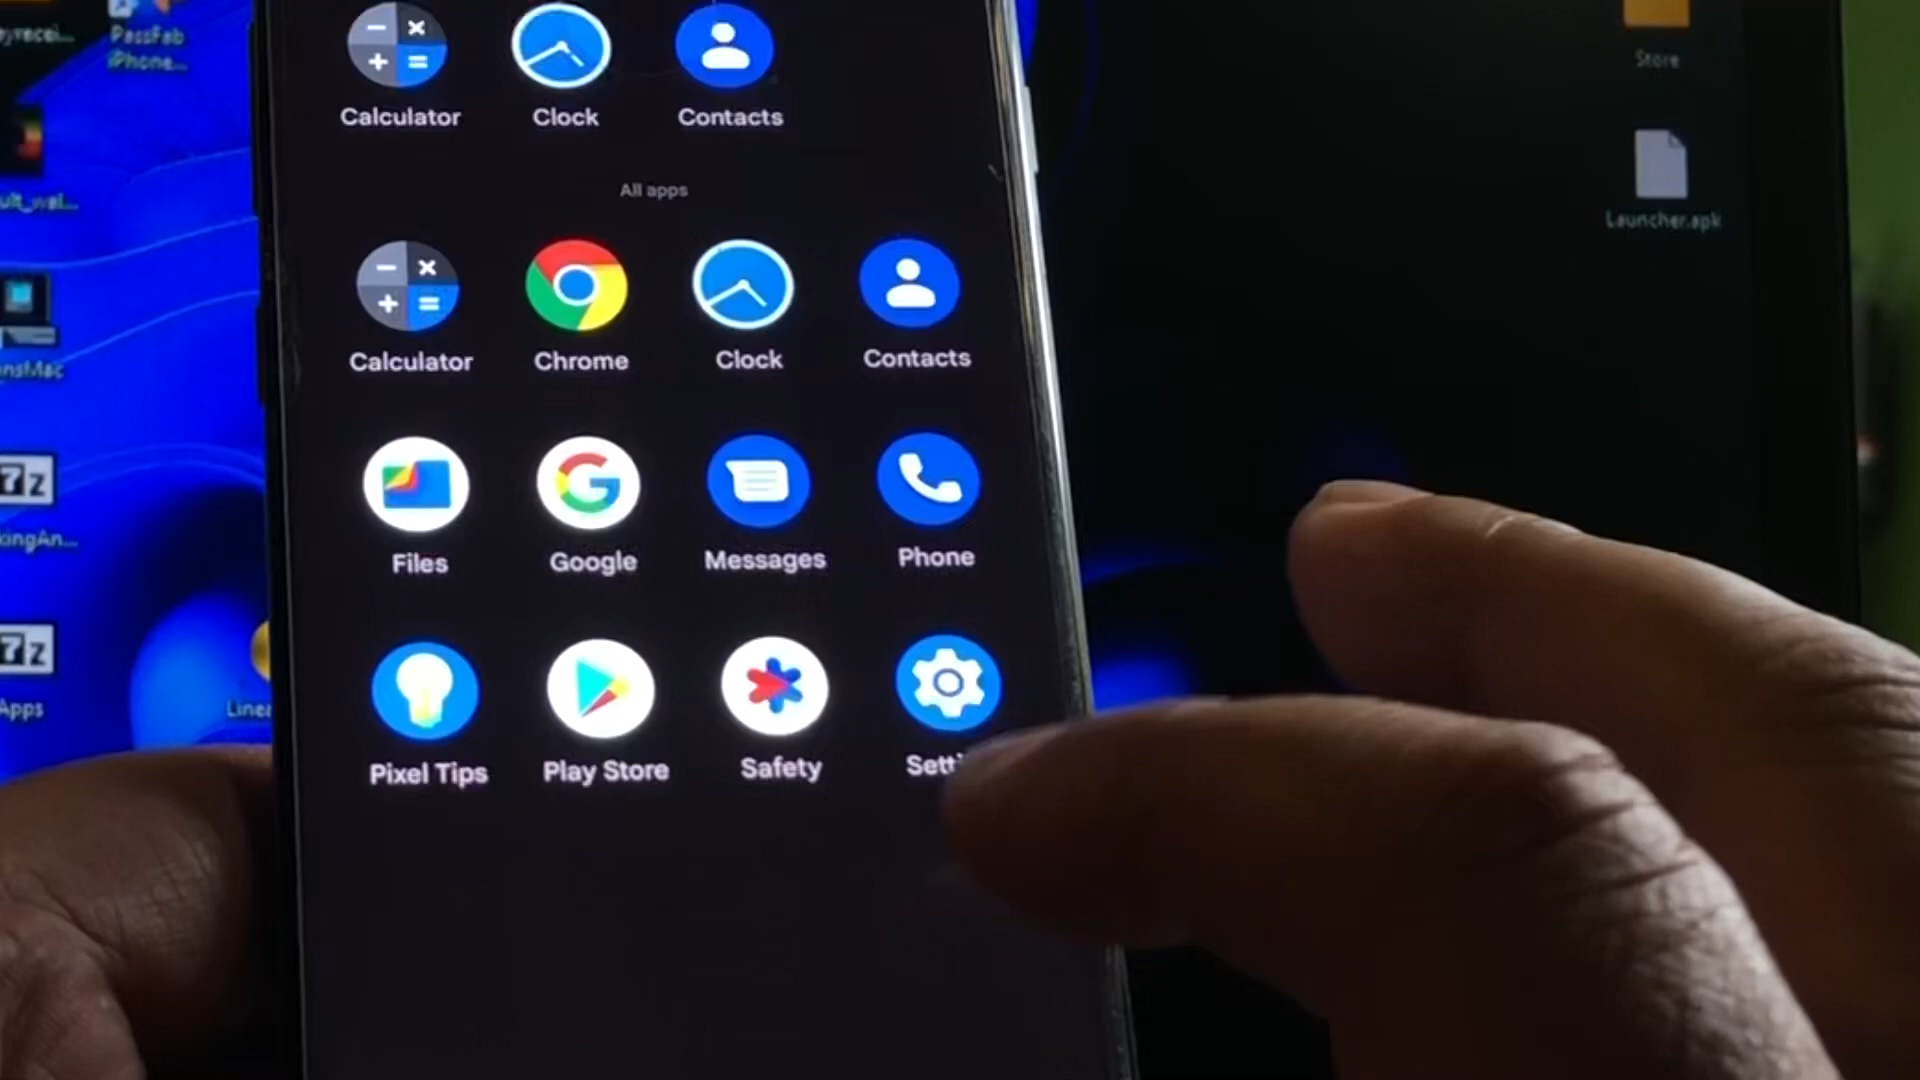 PassFab
iPhone...
Store
Calculator
Clock
Contacts
All apps
Launcher.apk
Calculator
Chrome
Clock
Contacts
7z
Files
Google
Messages
Phone
7z
Apps
Pixel Tips
Play Store
Safety